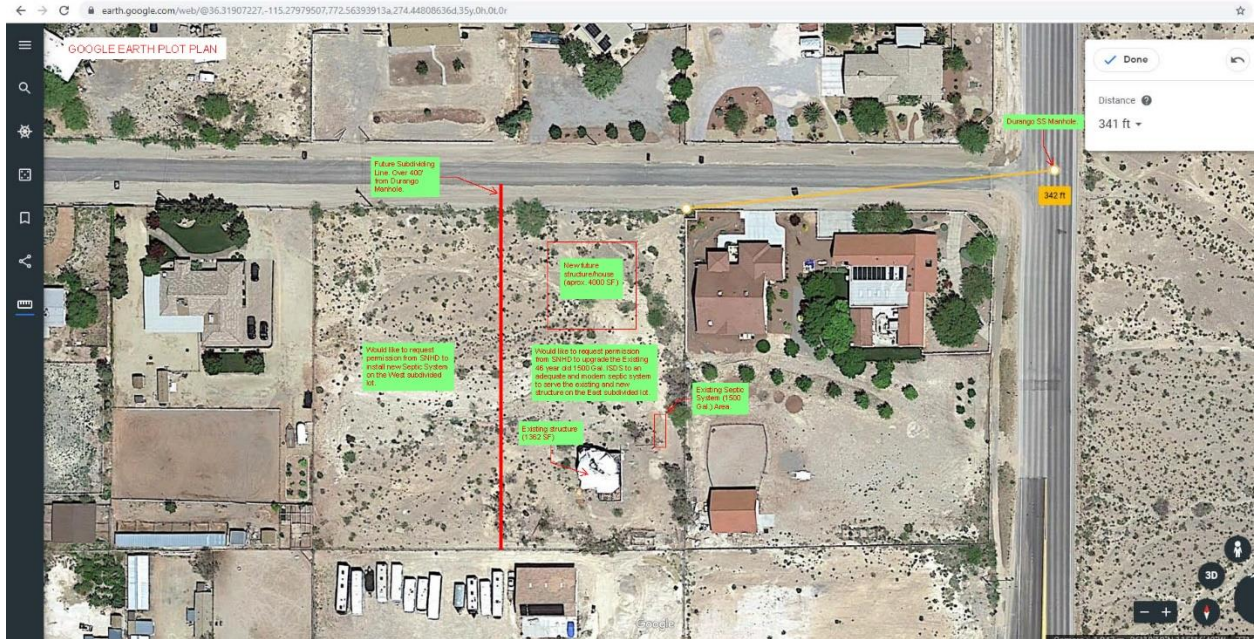 earth.google.com/web/@36.31907227,-115.27979507,772.56393913a,274.44808636d,35y,0h,0t,0r
GOOGLE EARTH PLOT PLAN
Done
Distance
341 ft
Durango SS Manhole
342 ft
Future Subdividing
Line. Over 400'
from Durango
Manhole.
New future
structure/house
(aprox. 4000 SF)
Would like to request
permission from SNHD to
install new Septic System
on the West subdivided
lot.
Would like to request permission
from SNHD to upgrade the Existing
46 year old 1500 Gal. ISDS to an
adequate and modern septic system
to serve the existing and new
structure on the East subdivided lot
Existing Septic
System (1500
Gal.) Area
Existing structure
(1362 SF)
3D
Google